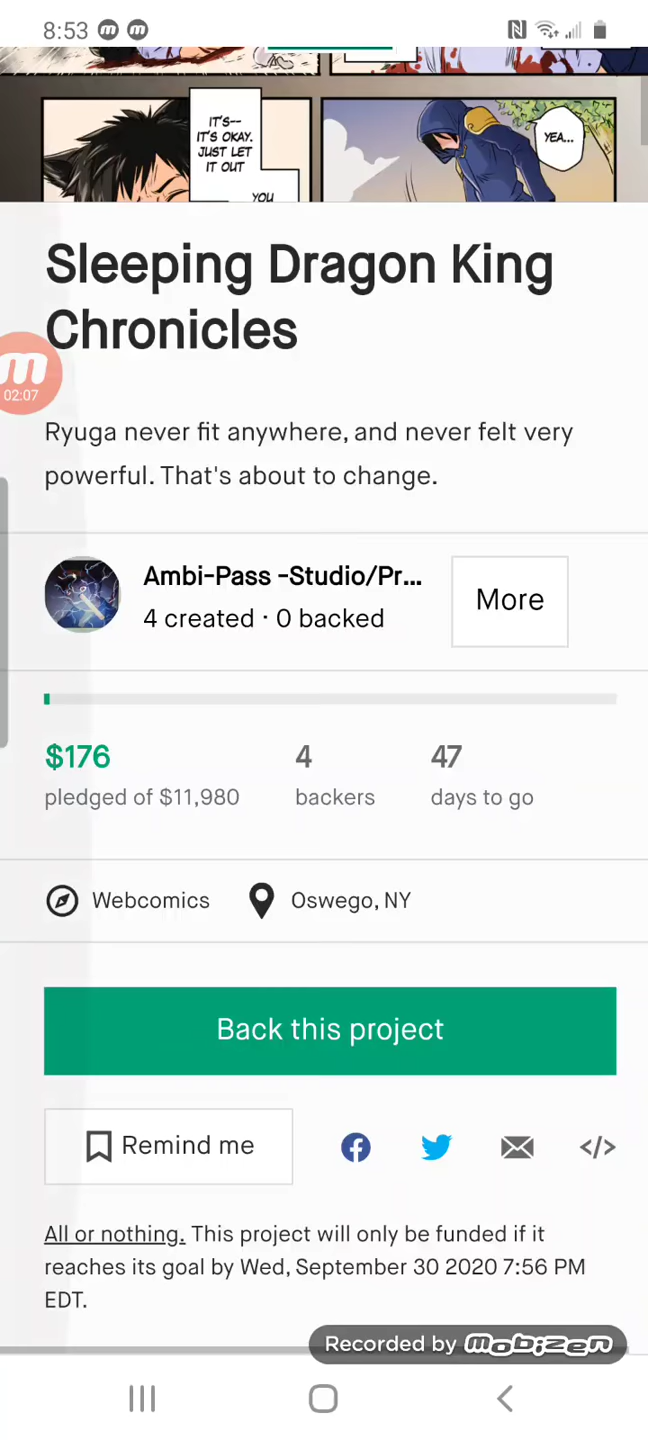 8:53
IT'S--
IT'S OKAY.
JUST LET
IT OUT
YOU
YEA...
Sleeping Dragon King
Chronicles
02:07
Ryuga never fit anywhere, and never felt very
powerful. That's about to change.
Ambi-Pass -Studio/Pr...
4 created · 0 backed
More
$176
pledged of $11,980
4
backers
47
days to go
Webcomics
Oswego, NY
Back this project
Remind me
All or nothing. This project will only be funded if it
reaches its goal by Wed, September 30 2020 7:56 PM
EDT.
Recorded by mobizen